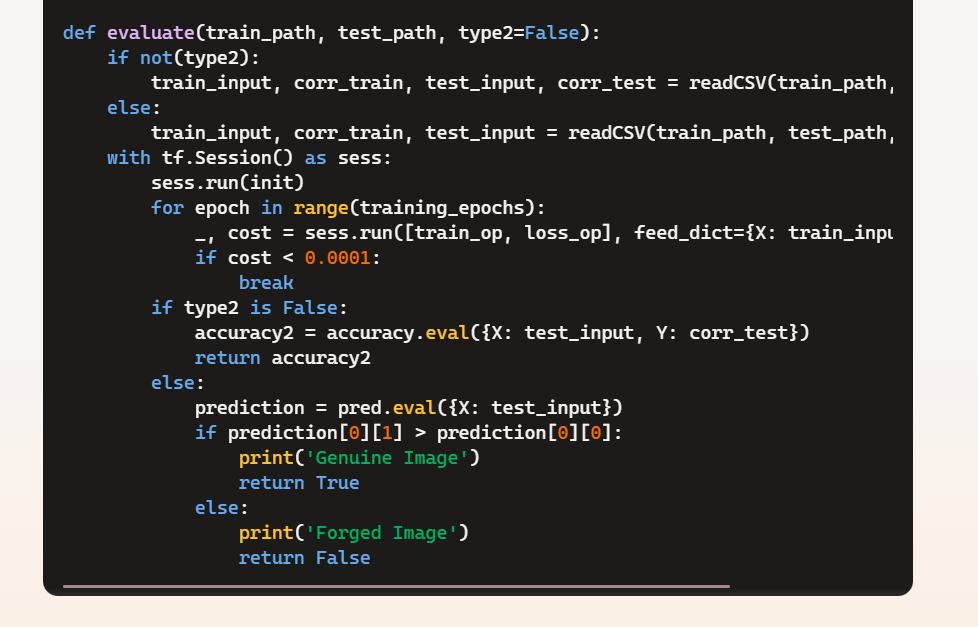 def evaluate(train_path, test_path, type2=False):
    if not(type2):
        train_input, corr_train, test_input, corr_test = readCSV(train_path,
    else:
        train_input, corr_train, test_input = readCSV(train_path, test_path,
    with tf.Session() as sess:
        sess.run(init)
        for epoch in range(training_epochs):
            _, cost = sess.run([train_op, loss_op], feed_dict={X: train_inpu
            if cost < 0.0001:
                break
        if type2 is False:
            accuracy2 = accuracy.eval({X: test_input, Y: corr_test})
            return accuracy2
        else:
            prediction = pred.eval({X: test_input})
            if prediction[0][1] > prediction[0][0]:
                print('Genuine Image')
                return True
            else:
                print('Forged Image')
                return False